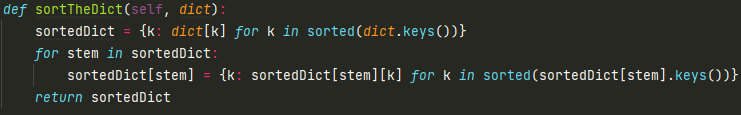 def sortTheDict(self, dict):
    sortedDict = {k: dict[k] for k in sorted(dict.keys())}
    for stem in sortedDict:
        sortedDict[stem] = {k: sortedDict[stem][k] for k in sorted(sortedDict[stem].keys())}
    return sortedDict